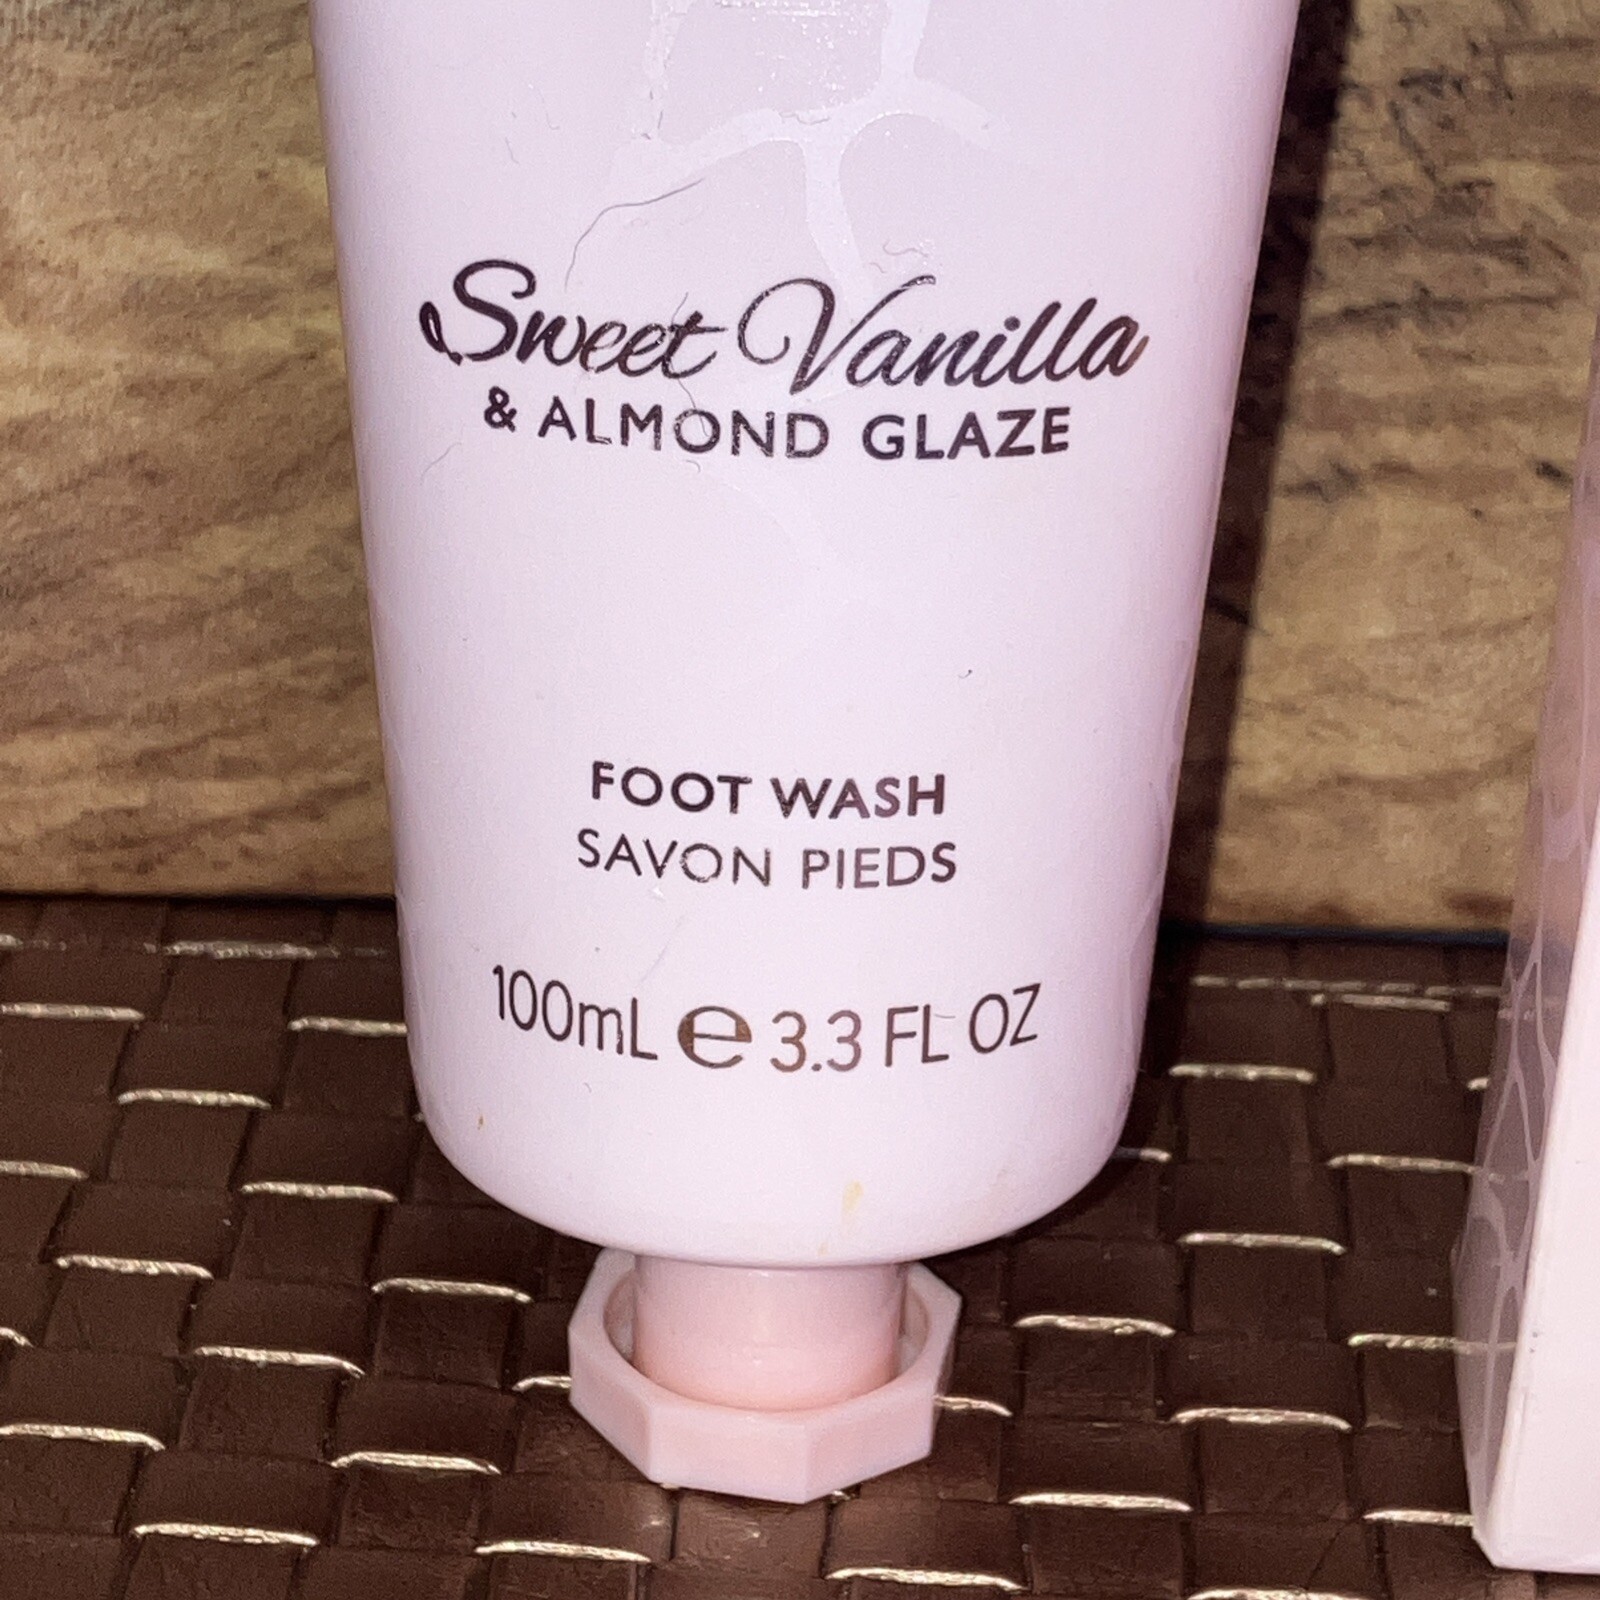 Sweet Vanilla
& ALMOND GLAZE
FOOT WASH
SAVON PIEDS
100mL e 3.3 FL OZ